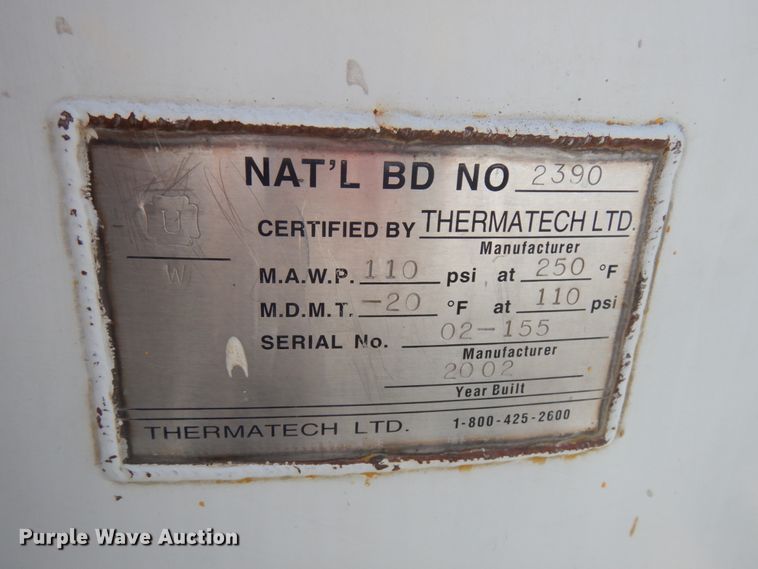 NAT'L BD NO 2390
U
CERTIFIED BY THERMATECH LTD.
Manufacturer
W
M.A.W.P. 110 psi at 250 °F
M.D.M.T. -20 °F at 110 psi
SERIAL No. 02-155
Manufacturer
2002
Year Built
THERMATECH LTD. 1-800-425-2600
Purple Wave Auction